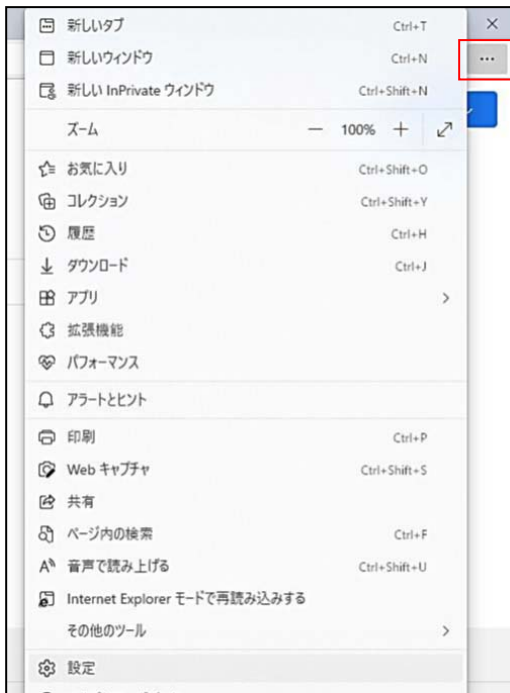 新しいタブ Ctrl+T
新しいウィンドウ Ctrl+N
新しい InPrivate ウィンドウ Ctrl+Shift+N
ズーム 100%
お気に入り Ctrl+Shift+O
コレクション Ctrl+Shift+Y
履歴 Ctrl+H
ダウンロード Ctrl+J
アプリ
拡張機能
パフォーマンス
アラートとヒント
印刷 Ctrl+P
Web キャプチャ Ctrl+Shift+S
共有
ページ内の検索 Ctrl+F
音声で読み上げる Ctrl+Shift+U
Internet Explorer モードで再読み込みする
その他のツール
設定